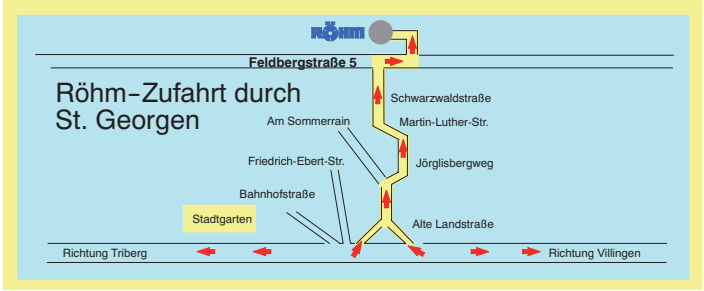 RÖHM
Feldbergstraße 5
Röhm-Zufahrt durch
St. Georgen
Schwarzwaldstraße
Am Sommerrain
Martin-Luther-Str.
Friedrich-Ebert-Str.
Jörglisbergweg
Bahnhofstraße
Stadtgarten
Alte Landstraße
Richtung Triberg
Richtung Villingen